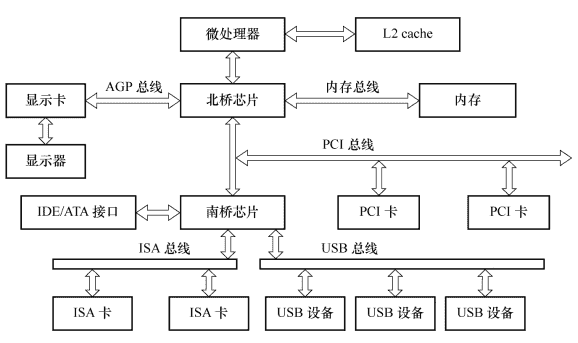 微处理器
L2 cache
AGP 总线
内存总线
显示卡
北桥芯片
内存
显示器
PCI 总线
IDE/ATA 接口
南桥芯片
PCI 卡
PCI 卡
ISA 总线
USB 总线
ISA 卡
ISA 卡
USB 设备
USB 设备
USB 设备